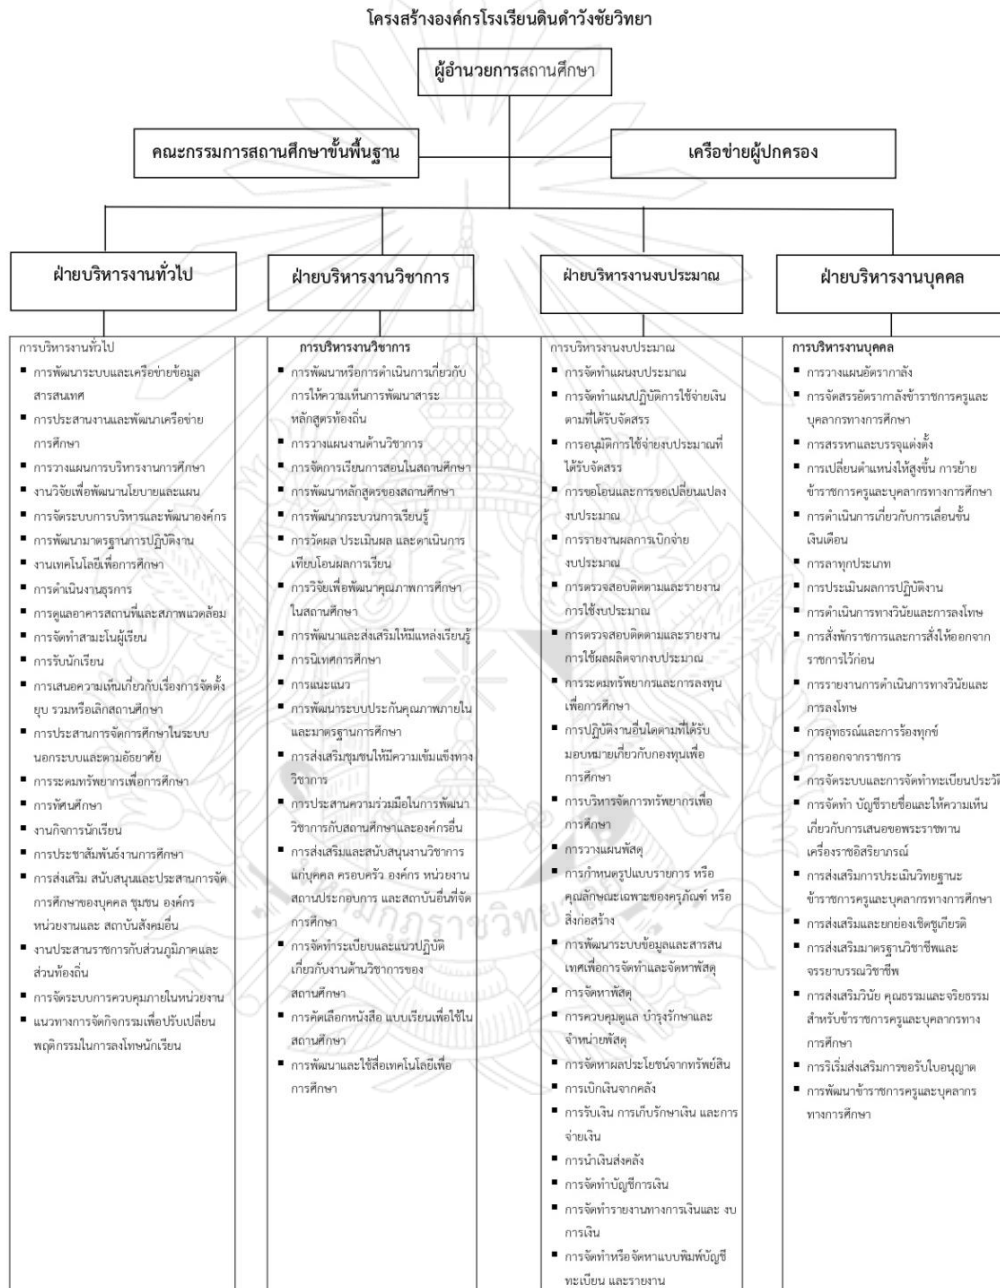 โครงสร้างองค์กรโรงเรียนดินดำวังชัยวิทยา
ผู้อำนวยการสถานศึกษา
คณะกรรมการสถานศึกษาขั้นพื้นฐาน
เครือข่ายผู้ปกครอง
ฝ่ายบริหารงานทั่วไป
ฝ่ายบริหารงานวิชาการ
ฝ่ายบริหารงานงบประมาณ
ฝ่ายบริหารงานบุคคล
การบริหารงานทั่วไป
▪ การพัฒนาระบบและเครือข่ายข้อมูล
สารสนเทศ
▪ การประสานงานและพัฒนาเครือข่าย
การศึกษา
▪ การวางแผนการบริหารงานการศึกษา
▪ งานวิจัยเพื่อพัฒนานโยบายและแผน
▪ การจัดระบบการบริหารและพัฒนาองค์กร
▪ การพัฒนามาตรฐานการปฏิบัติงาน
▪ งานเทคโนโลยีเพื่อการศึกษา
▪ การดำเนินงานธุรการ
▪ การดูแลอาคารสถานที่และสภาพแวดล้อม
▪ การจัดทำสามะโนผู้เรียน
▪ การรับนักเรียน
▪ การเสนอความเห็นเกี่ยวกับเรื่องการจัดตั้ง
ยุบ รวมหรือเลิกสถานศึกษา
▪ การประสานการจัดการศึกษาในระบบ
นอกระบบและตามอัธยาศัย
▪ การระดมทรัพยากรเพื่อการศึกษา
▪ การทัศนศึกษา
▪ งานกิจการนักเรียน
▪ การประชาสัมพันธ์งานการศึกษา
▪ การส่งเสริม สนับสนุนและประสานการจัด
การศึกษาของบุคคล ชุมชน องค์กร
หน่วยงานและ สถาบันสังคมอื่น
▪ งานประสานราชการกับส่วนภูมิภาคและ
ส่วนท้องถิ่น
▪ การจัดระบบการควบคุมภายในหน่วยงาน
▪ แนวทางการจัดกิจกรรมเพื่อปรับเปลี่ยน
พฤติกรรมในการลงโทษนักเรียน
การบริหารงานวิชาการ
▪ การพัฒนาหรือการดำเนินการเกี่ยวกับ
การให้ความเห็นการพัฒนาสาระ
หลักสูตรท้องถิ่น
▪ การวางแผนงานด้านวิชาการ
▪ การจัดการเรียนการสอนในสถานศึกษา
▪ การพัฒนาหลักสูตรของสถานศึกษา
▪ การพัฒนากระบวนการเรียนรู้
▪ การวัดผล ประเมินผล และดำเนินการ
เทียบโอนผลการเรียน
▪ การวิจัยเพื่อพัฒนาคุณภาพการศึกษา
ในสถานศึกษา
▪ การพัฒนาและส่งเสริมให้มีแหล่งเรียนรู้
▪ การนิเทศการศึกษา
▪ การแนะแนว
▪ การพัฒนาระบบประกันคุณภาพภายใน
และมาตรฐานการศึกษา
▪ การส่งเสริมชุมชนให้มีความเข้มแข็งทาง
วิชาการ
▪ การประสานความร่วมมือในการพัฒนา
วิชาการกับสถานศึกษาและองค์กรอื่น
▪ การส่งเสริมและสนับสนุนงานวิชาการ
แก่บุคคล ครอบครัว องค์กร หน่วยงาน
สถานประกอบการ และสถาบันอื่นที่จัด
การศึกษา
▪ การจัดทำระเบียบและแนวปฏิบัติ
เกี่ยวกับงานด้านวิชาการของ
สถานศึกษา
▪ การคัดเลือกหนังสือ แบบเรียนเพื่อใช้ใน
สถานศึกษา
▪ การพัฒนาและใช้สื่อเทคโนโลยีเพื่อ
การศึกษา
การบริหารงานงบประมาณ
▪ การจัดทำแผนงบประมาณ
▪ การจัดทำแผนปฏิบัติการใช้จ่ายเงิน
ตามที่ได้รับจัดสรร
▪ การอนุมัติการใช้จ่ายงบประมาณที่
ได้รับจัดสรร
▪ การขอโอนและการขอเปลี่ยนแปลง
งบประมาณ
▪ การรายงานผลการเบิกจ่าย
งบประมาณ
▪ การตรวจสอบติดตามและรายงาน
การใช้งบประมาณ
▪ การตรวจสอบติดตามและรายงาน
การใช้ผลผลิตจากงบประมาณ
▪ การระดมทรัพยากรและการลงทุน
เพื่อการศึกษา
▪ การปฏิบัติงานอื่นใดตามที่ได้รับ
มอบหมายเกี่ยวกับกองทุนเพื่อ
การศึกษา
▪ การบริหารจัดการทรัพยากรเพื่อ
การศึกษา
▪ การวางแผนพัสดุ
▪ การกำหนดรูปแบบรายการ หรือ
คุณลักษณะเฉพาะของครุภัณฑ์ หรือ
สิ่งก่อสร้าง
▪ การพัฒนาระบบข้อมูลและสารสน
เทศเพื่อการจัดทำและจัดหาพัสดุ
▪ การจัดหาพัสดุ
▪ การควบคุมดูแล บำรุงรักษาและ
จำหน่ายพัสดุ
▪ การจัดหาผลประโยชน์จากทรัพย์สิน
▪ การเบิกเงินจากคลัง
▪ การรับเงิน การเก็บรักษาเงิน และการ
จ่ายเงิน
▪ การนำเงินส่งคลัง
▪ การจัดทำบัญชีการเงิน
▪ การจัดทำรายงานทางการเงินและ งบ
การเงิน
▪ การจัดทำหรือจัดหาแบบพิมพ์บัญชี
ทะเบียน และรายงาน
การบริหารงานบุคคล
▪ การวางแผนอัตรากำลัง
▪ การจัดสรรอัตรากำลังข้าราชการครูและ
บุคลากรทางการศึกษา
▪ การสรรหาและบรรจุแต่งตั้ง
▪ การเปลี่ยนตำแหน่งให้สูงขึ้น การย้าย
ข้าราชการครูและบุคลากรทางการศึกษา
▪ การดำเนินการเกี่ยวกับการเลื่อนขั้น
เงินเดือน
▪ การลาทุกประเภท
▪ การประเมินผลการปฏิบัติงาน
▪ การดำเนินการทางวินัยและการลงโทษ
▪ การสั่งพักราชการและการสั่งให้ออกจาก
ราชการไว้ก่อน
▪ การรายงานการดำเนินการทางวินัยและ
การลงโทษ
▪ การอุทธรณ์และการร้องทุกข์
▪ การออกจากราชการ
▪ การจัดระบบและการจัดทำทะเบียนประวัติ
▪ การจัดทำ บัญชีรายชื่อและให้ความเห็น
เกี่ยวกับการเสนอขอพระราชทาน
เครื่องราชอิสริยาภรณ์
▪ การส่งเสริมการประเมินวิทยฐานะ
ข้าราชการครูและบุคลากรทางการศึกษา
▪ การส่งเสริมและยกย่องเชิดชูเกียรติ
▪ การส่งเสริมมาตรฐานวิชาชีพและ
จรรยาบรรณวิชาชีพ
▪ การส่งเสริมวินัย คุณธรรมและจริยธรรม
สำหรับข้าราชการครูและบุคลากรทาง
การศึกษา
▪ การริเริ่มส่งเสริมการขอรับใบอนุญาต
▪ การพัฒนาข้าราชการครูและบุคลากร
ทางการศึกษา